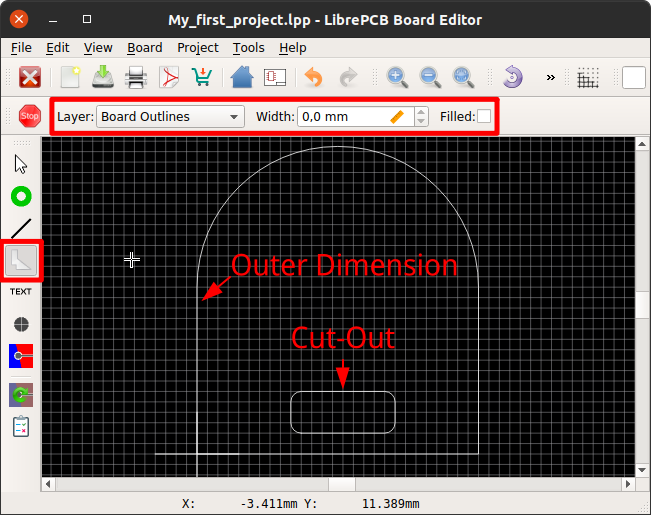 My_first_project.lpp - LibrePCB Board Editor
File Edit View Board Project Tools Help
»
Stop Layer: Board Outlines Width: 0,0 mm Filled:
Outer Dimension
TEXT
Cut-Out
X: -3.411mm Y: 11.389mm